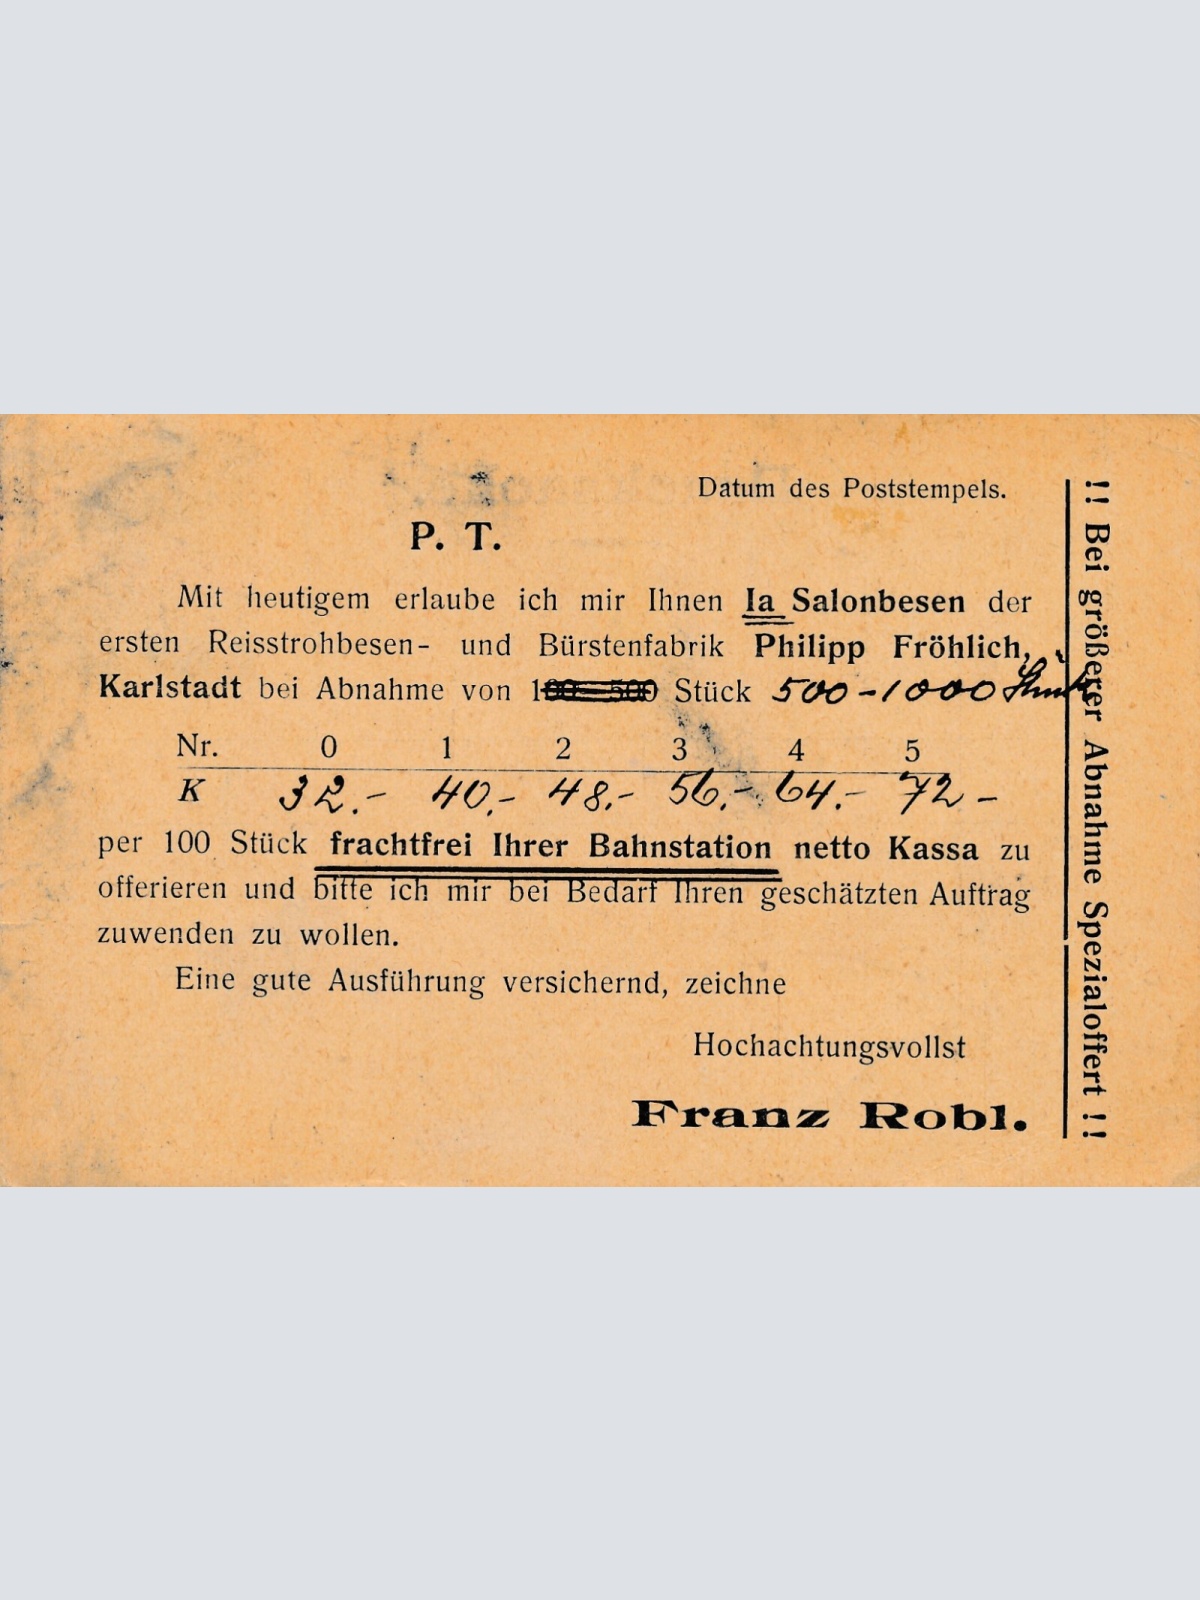 Datum des Poststempels.
P. T.
Mit heutigem erlaube ich mir Ihnen Ia Salonbesen der
ersten Reisstrohbesen- und Bürstenfabrik Philipp Fröhlich,
Karlstadt bei Abnahme von 100-500 Stück 500-1000 Stück
Nr. 0 1 2 3 4 5
K 32.- 40.- 48.- 56.- 64.- 72-
per 100 Stück frachtfrei Ihrer Bahnstation netto Kassa zu
offerieren und bitte ich mir bei Bedarf Ihren geschätzten Auftrag
zuwenden zu wollen.
Eine gute Ausführung versichernd, zeichne
Hochachtungsvollst
Franz Robl.
!! Bei größerer Abnahme Spezialoffert !!